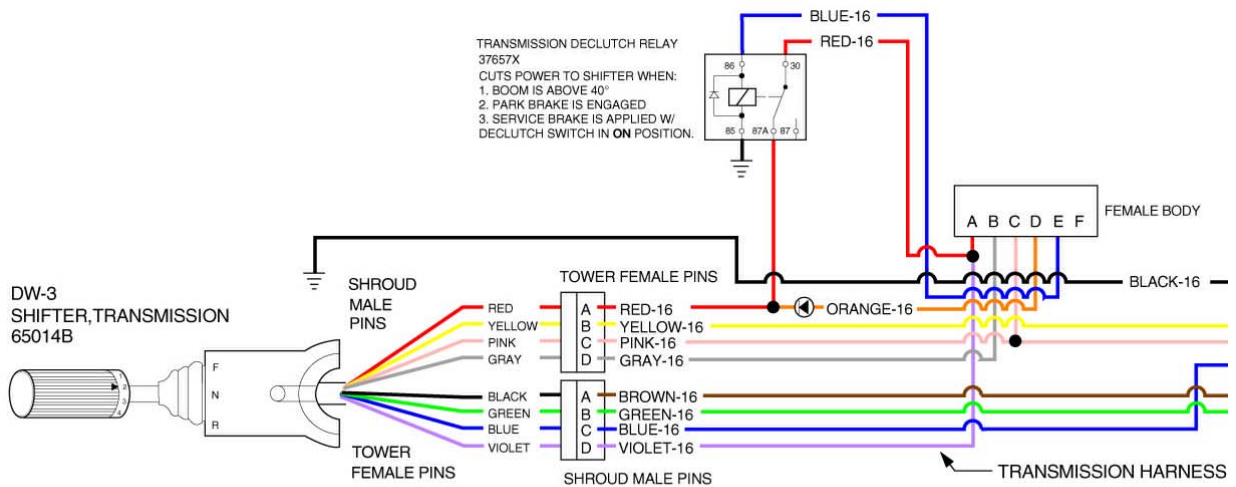 BLUE-16
RED-16
TRANSMISSION DECLUTCH RELAY
37657X
CUTS POWER TO SHIFTER WHEN:
1. BOOM IS ABOVE 40°
2. PARK BRAKE IS ENGAGED
3. SERVICE BRAKE IS APPLIED W/
DECLUTCH SWITCH IN ON POSITION.
86 30
85 87A 87
FEMALE BODY
A B C D E F
BLACK-16
DW-3
SHIFTER,TRANSMISSION
65014B
SHROUD
MALE
PINS
TOWER FEMALE PINS
RED A RED-16
ORANGE-16
YELLOW B YELLOW-16
PINK C PINK-16
GRAY D GRAY-16
F
N
R
1
2
3
4
BLACK A BROWN-16
GREEN B GREEN-16
BLUE C BLUE-16
VIOLET D VIOLET-16
TOWER
FEMALE PINS
SHROUD MALE PINS
TRANSMISSION HARNESS